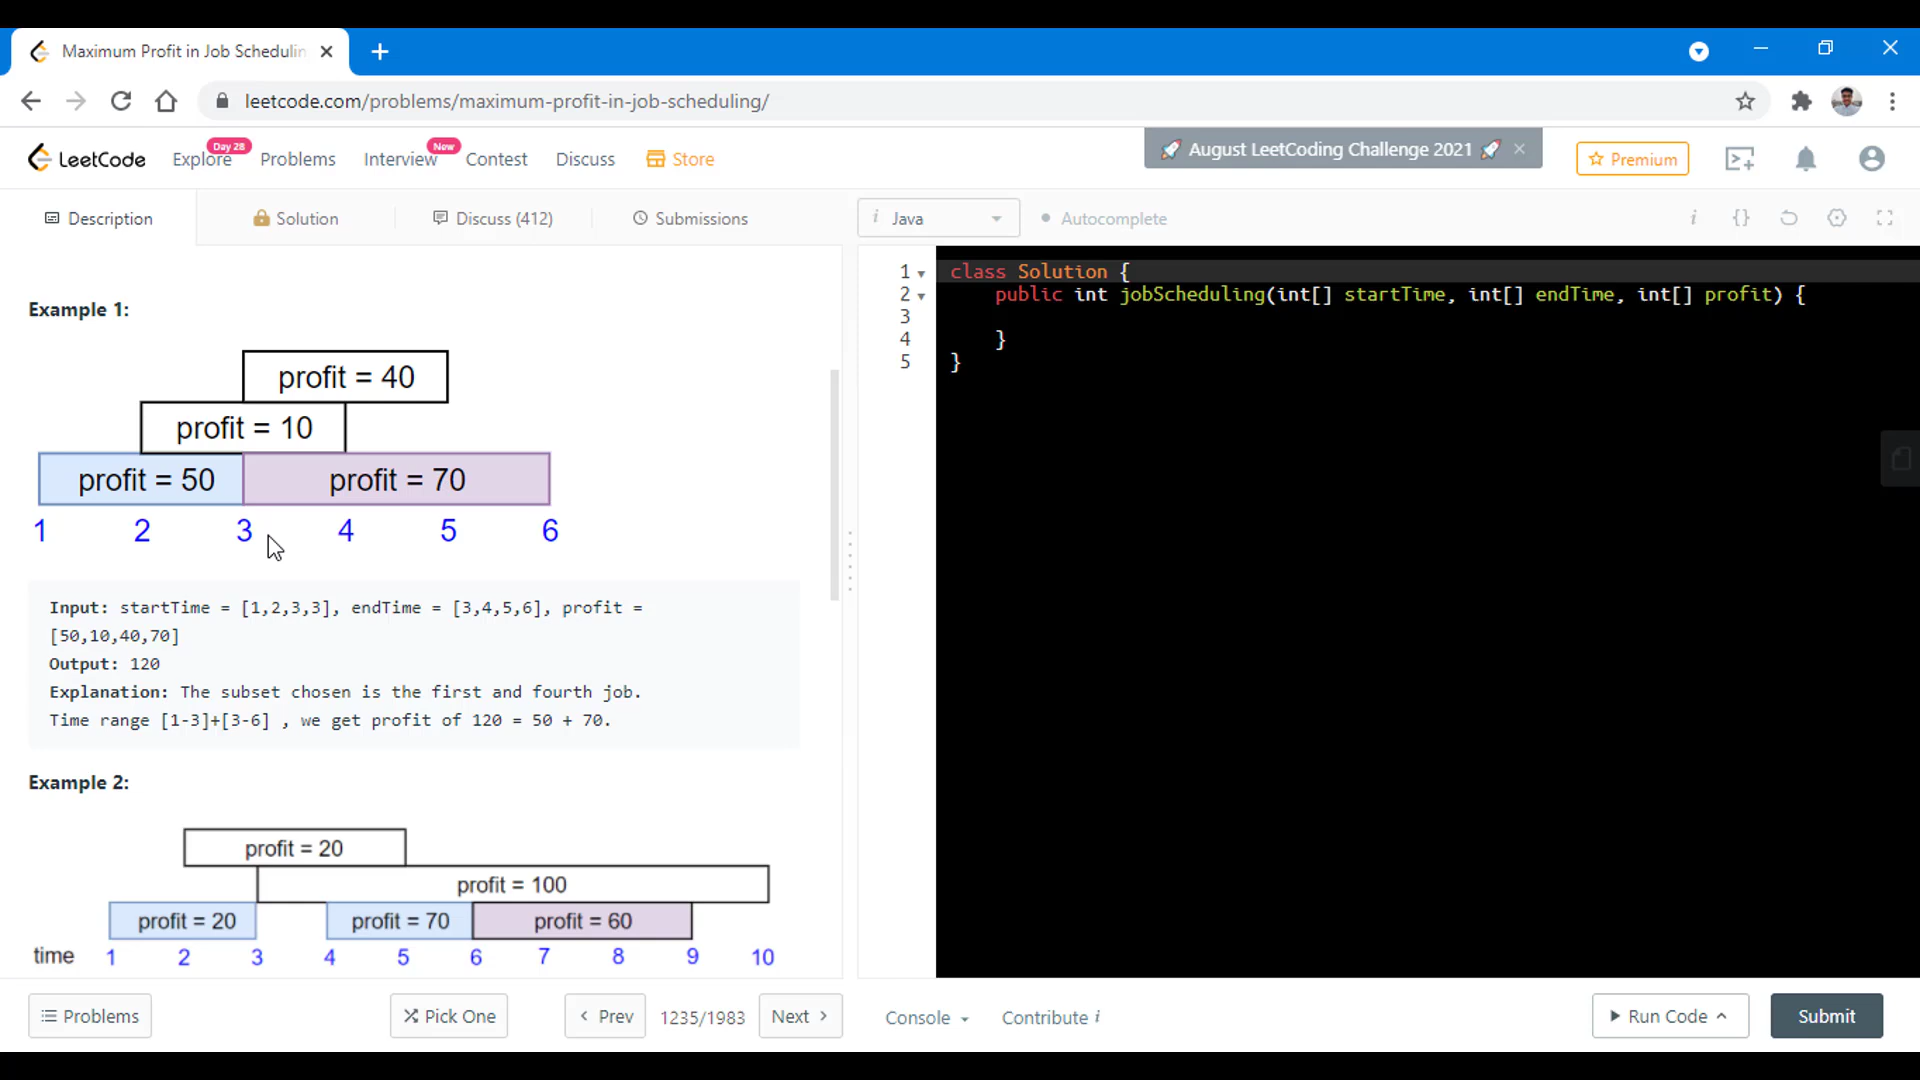 Maximum Profit in Job Schedulin
leetcode.com/problems/maximum-profit-in-job-scheduling/
LeetCode
Explore
Day 28
Problems
Interview
New
Contest
Discuss
Store
August LeetCoding Challenge 2021
Premium
Description
Solution
Discuss (412)
Submissions
i Java
Autocomplete
i {}
Example 1:
profit = 40
profit = 10
profit = 50 profit = 70
1 2 3 4 5 6
Input: startTime = [1,2,3,3], endTime = [3,4,5,6], profit =
[50,10,40,70]
Output: 120
Explanation: The subset chosen is the first and fourth job.
Time range [1-3]+[3-6] , we get profit of 120 = 50 + 70.
Example 2:
profit = 20
profit = 100
profit = 20 profit = 70 profit = 60
time 1 2 3 4 5 6 7 8 9 10
1 class Solution {
2 public int jobScheduling(int[] startTime, int[] endTime, int[] profit) {
3
4 }
5 }
Problems
Pick One
Prev
1235/1983
Next
Console
Contribute i
Run Code
Submit